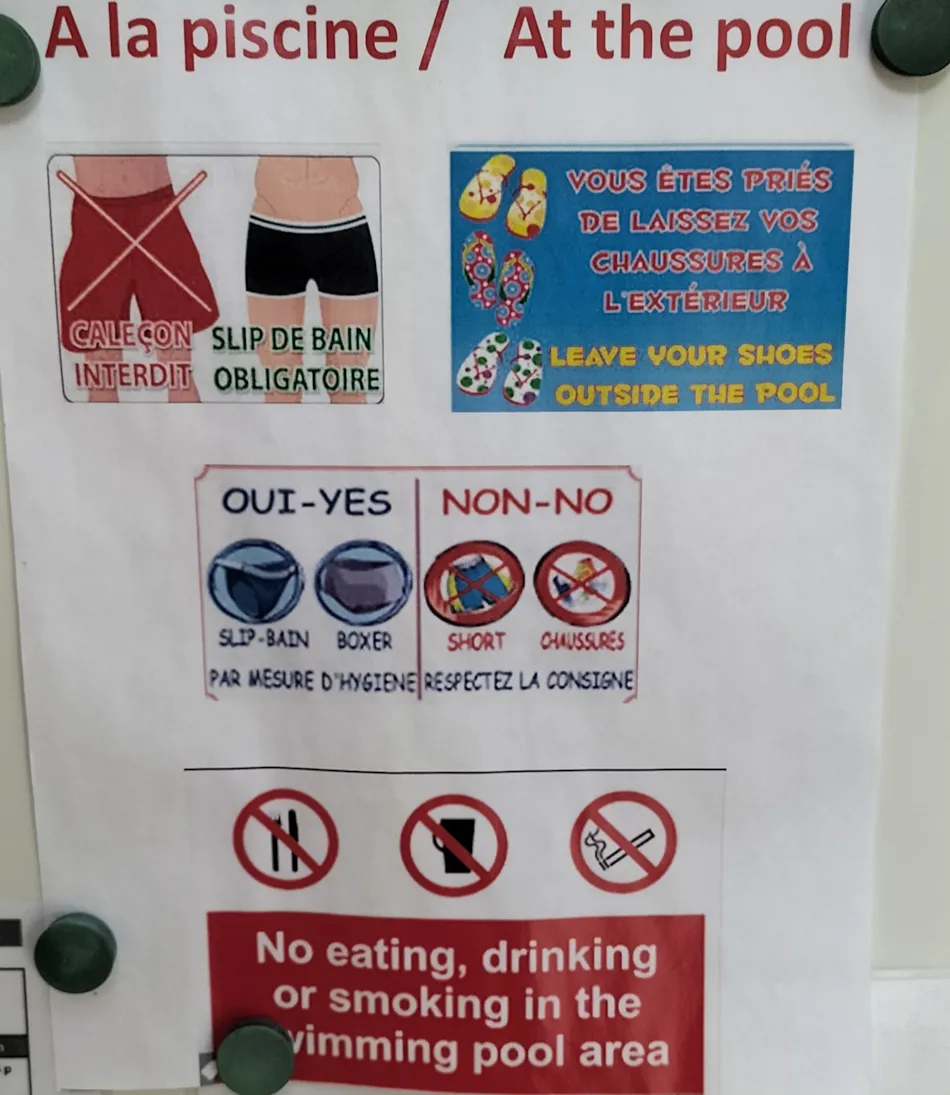 A la piscine / At the pool
CALEÇON
INTERDIT
SLIP DE BAIN
OBLIGATOIRE
VOUS ÊTES PRIÉS
DE LAISSEZ VOS
CHAUSSURES À
L'EXTÉRIEUR
LEAVE YOUR SHOES
OUTSIDE THE POOL
OUI-YES
SLIP-BAIN BOXER
PAR MESURE D'HYGIENE
NON-NO
SHORT CHAUSSURES
RESPECTEZ LA CONSIGNE
No eating, drinking
or smoking in the
wimming pool area